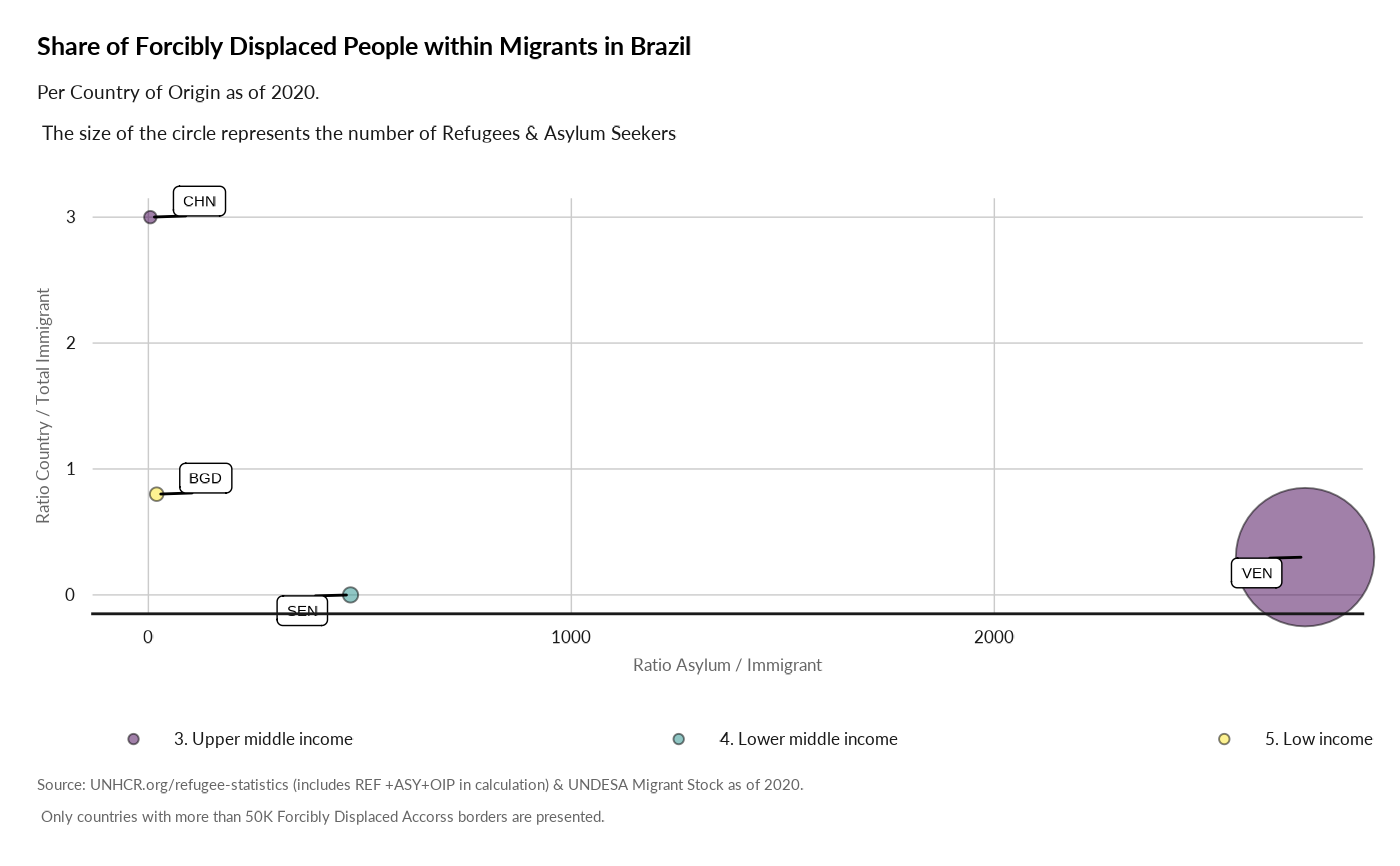 Share of Forcibly Displaced People within Migrants in Brazil
Per Country of Origin as of 2020.
The size of the circle represents the number of Refugees & Asylum Seekers
CHN
3
2
Ratio Country / Total Immigrant
1
BGD
VEN
0
SEN
0 1000 2000
Ratio Asylum / Immigrant
3. Upper middle income 4. Lower middle income 5. Low income
Source: UNHCR.org/refugee-statistics (includes REF +ASY+OIP in calculation) & UNDESA Migrant Stock as of 2020.
Only countries with more than 50K Forcibly Displaced Accorss borders are presented.